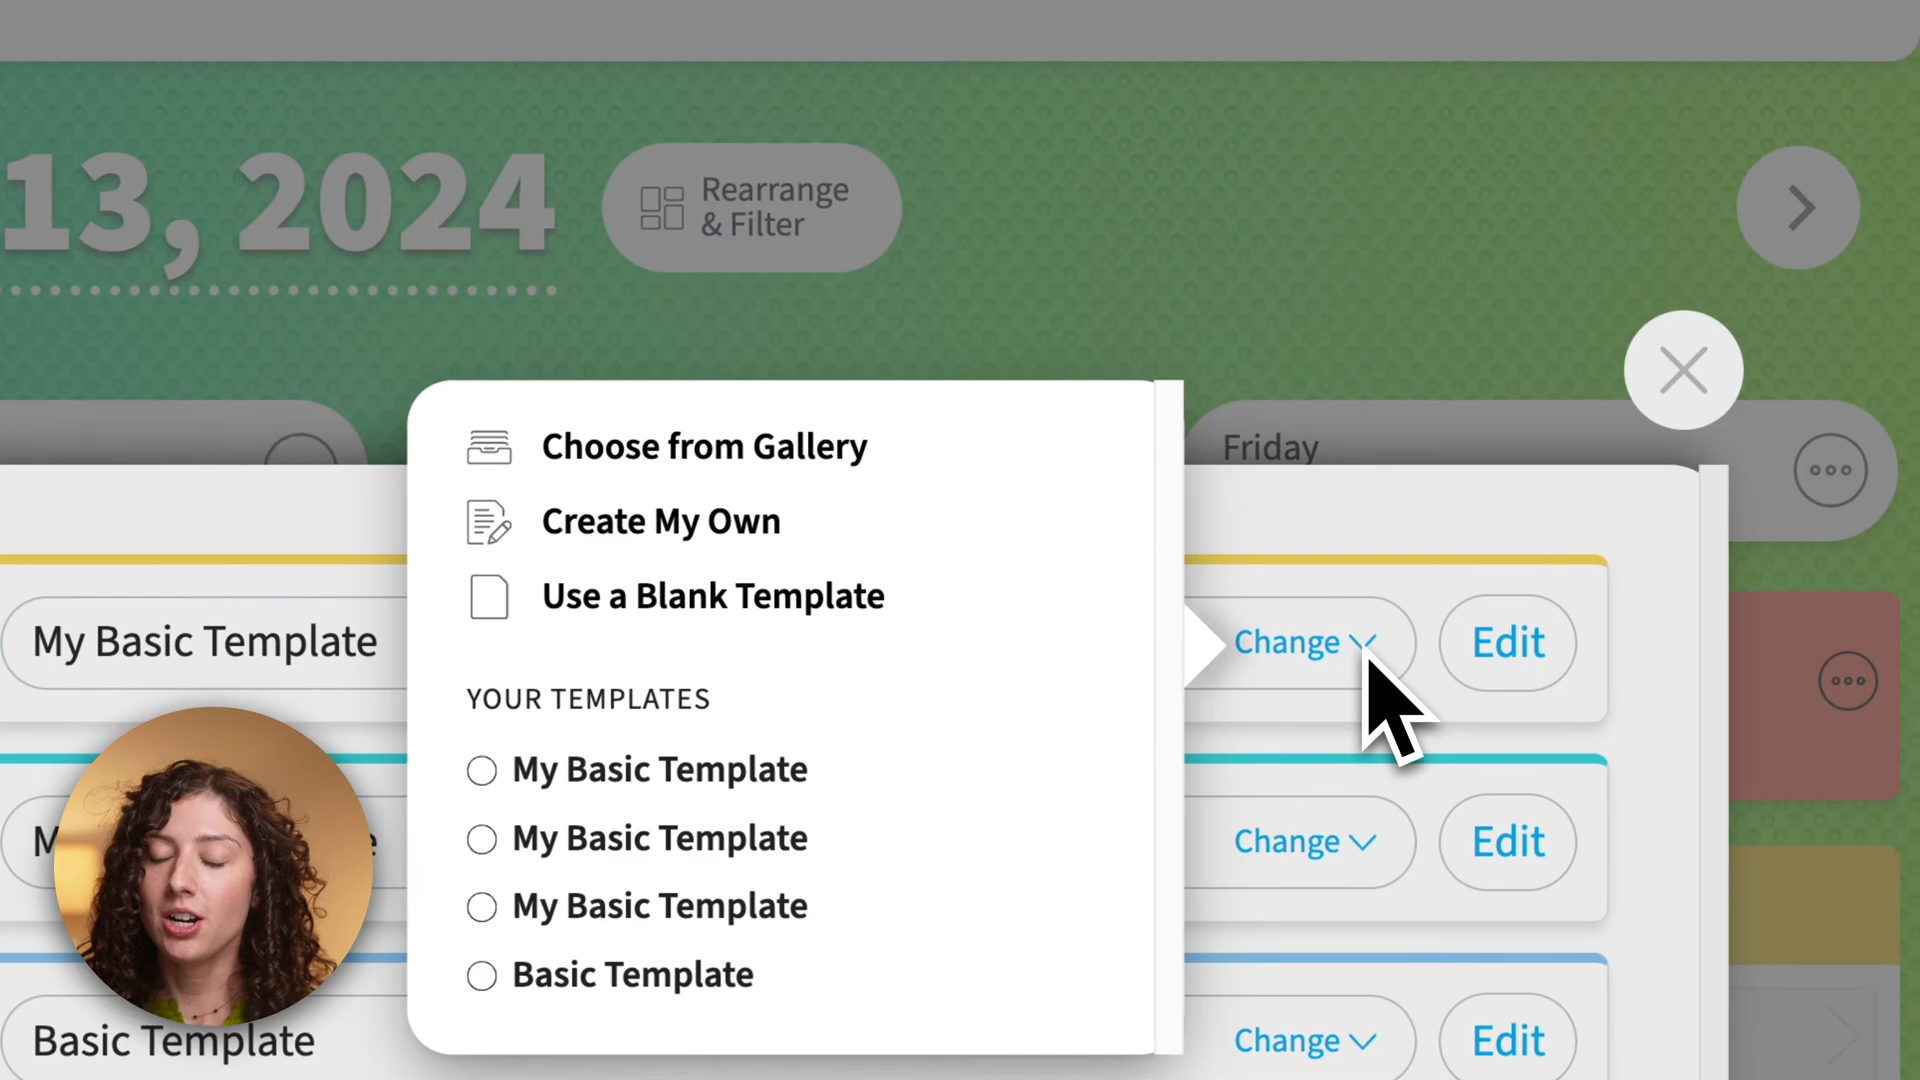 13, 2024
Rearrange
& Filter
Friday
Choose from Gallery
Create My Own
Use a Blank Template
YOUR TEMPLATES
My Basic Template
My Basic Template
My Basic Template
Basic Template
My Basic Template
Change
Edit
M
e
Change
Edit
Basic Template
Change
Edit